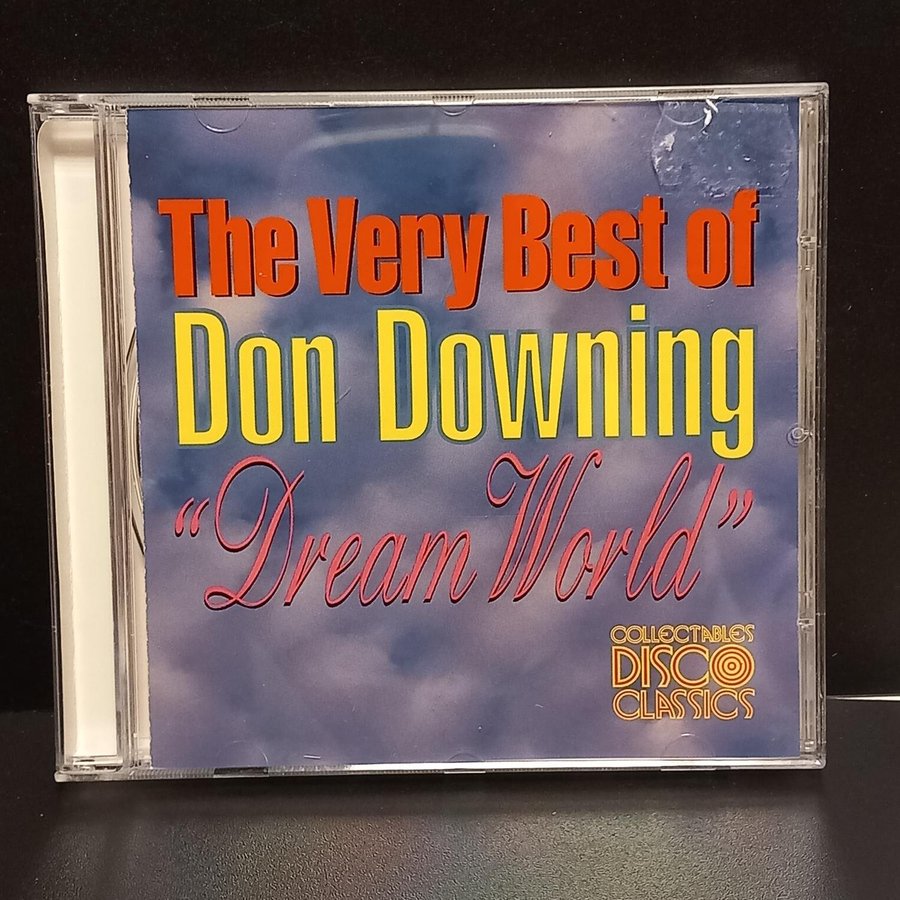 The Very Best of
Don Downing
“Dream World”
COLLECTABLES
DISCO
CLASSICS